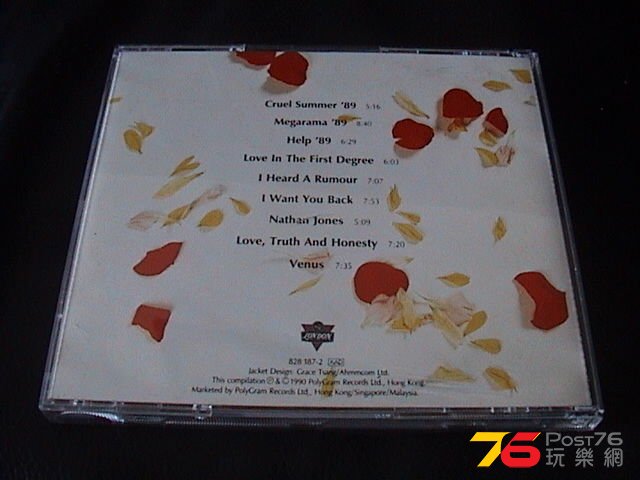 Cruel Summer '89 5:16
Megarama '89 8:40
Help '89 6:29
Love In The First Degree 6:03
I Heard A Rumour 7:07
I Want You Back 7:53
Nathan Jones 5:09
Love, Truth And Honesty 7:20
Venus 7:35
LONDON
828 187-2 AAD
Jacket Design: Grace Tsang/Ahmmcom Ltd.
This compilation ℗ & © 1990 PolyGram Records Ltd., Hong Kong.
Marketed by PolyGram Records Ltd., Hong Kong/Singapore/Malaysia.
76 POST76
玩樂網